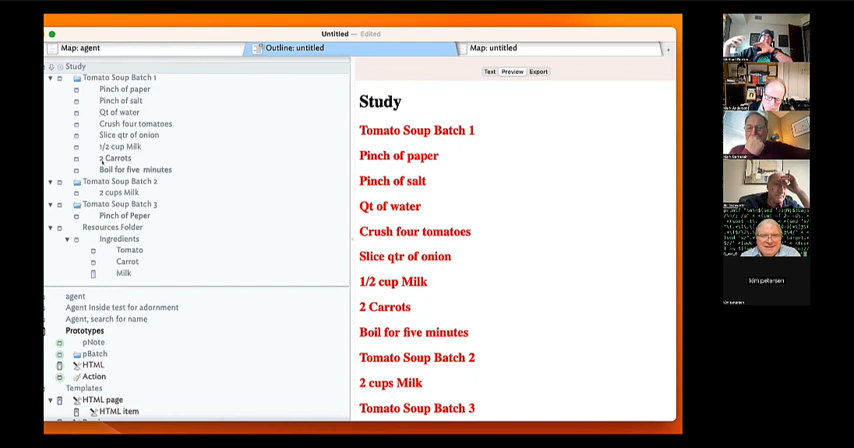 Untitled — Edited
Map: agent
Outline: untitled
Map: untitled
Study
Tomato Soup Batch 1
Pinch of paper
Pinch of salt
Qt of water
Crush four tomatoes
Slice qtr of onion
1/2 cup Milk
2 Carrots
Boil for five minutes
Tomato Soup Batch 2
2 cups Milk
Tomato Soup Batch 3
Pinch of Peper
Resources Folder
Ingredients
Tomato
Carrot
Milk
agent
Agent Inside test for adornment
Agent, search for name
Prototypes
pNote
pBatch
HTML
Action
Templates
HTML page
HTML item
Text Preview Export
Study
Tomato Soup Batch 1
Pinch of paper
Pinch of salt
Qt of water
Crush four tomatoes
Slice qtr of onion
1/2 cup Milk
2 Carrots
Boil for five minutes
Tomato Soup Batch 2
2 cups Milk
Tomato Soup Batch 3
kim petersen